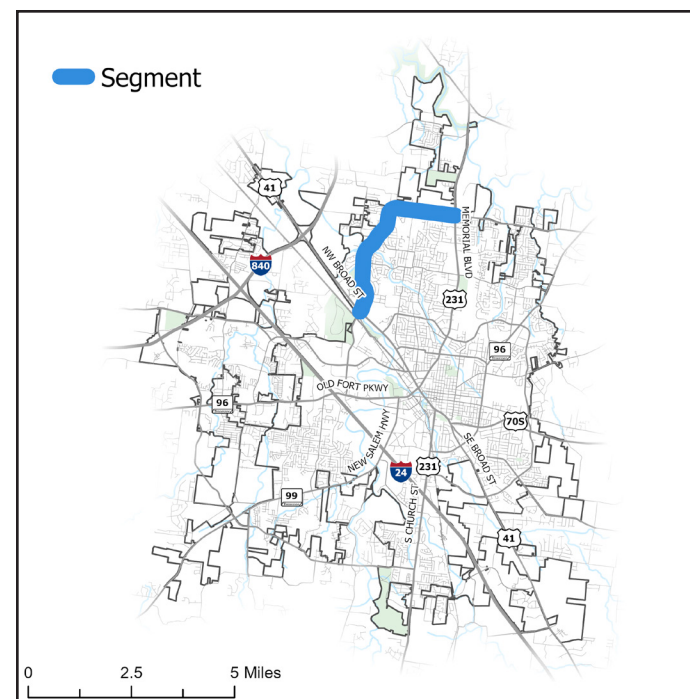 Segment
41
MEMORIAL BLVD
840
NW BROAD ST
231
96
OLD FORT PKWY
96
70S
NEW SALEM HWY
SE BROAD ST
24
231
99
S CHURCH ST
41
0 2.5 5 Miles